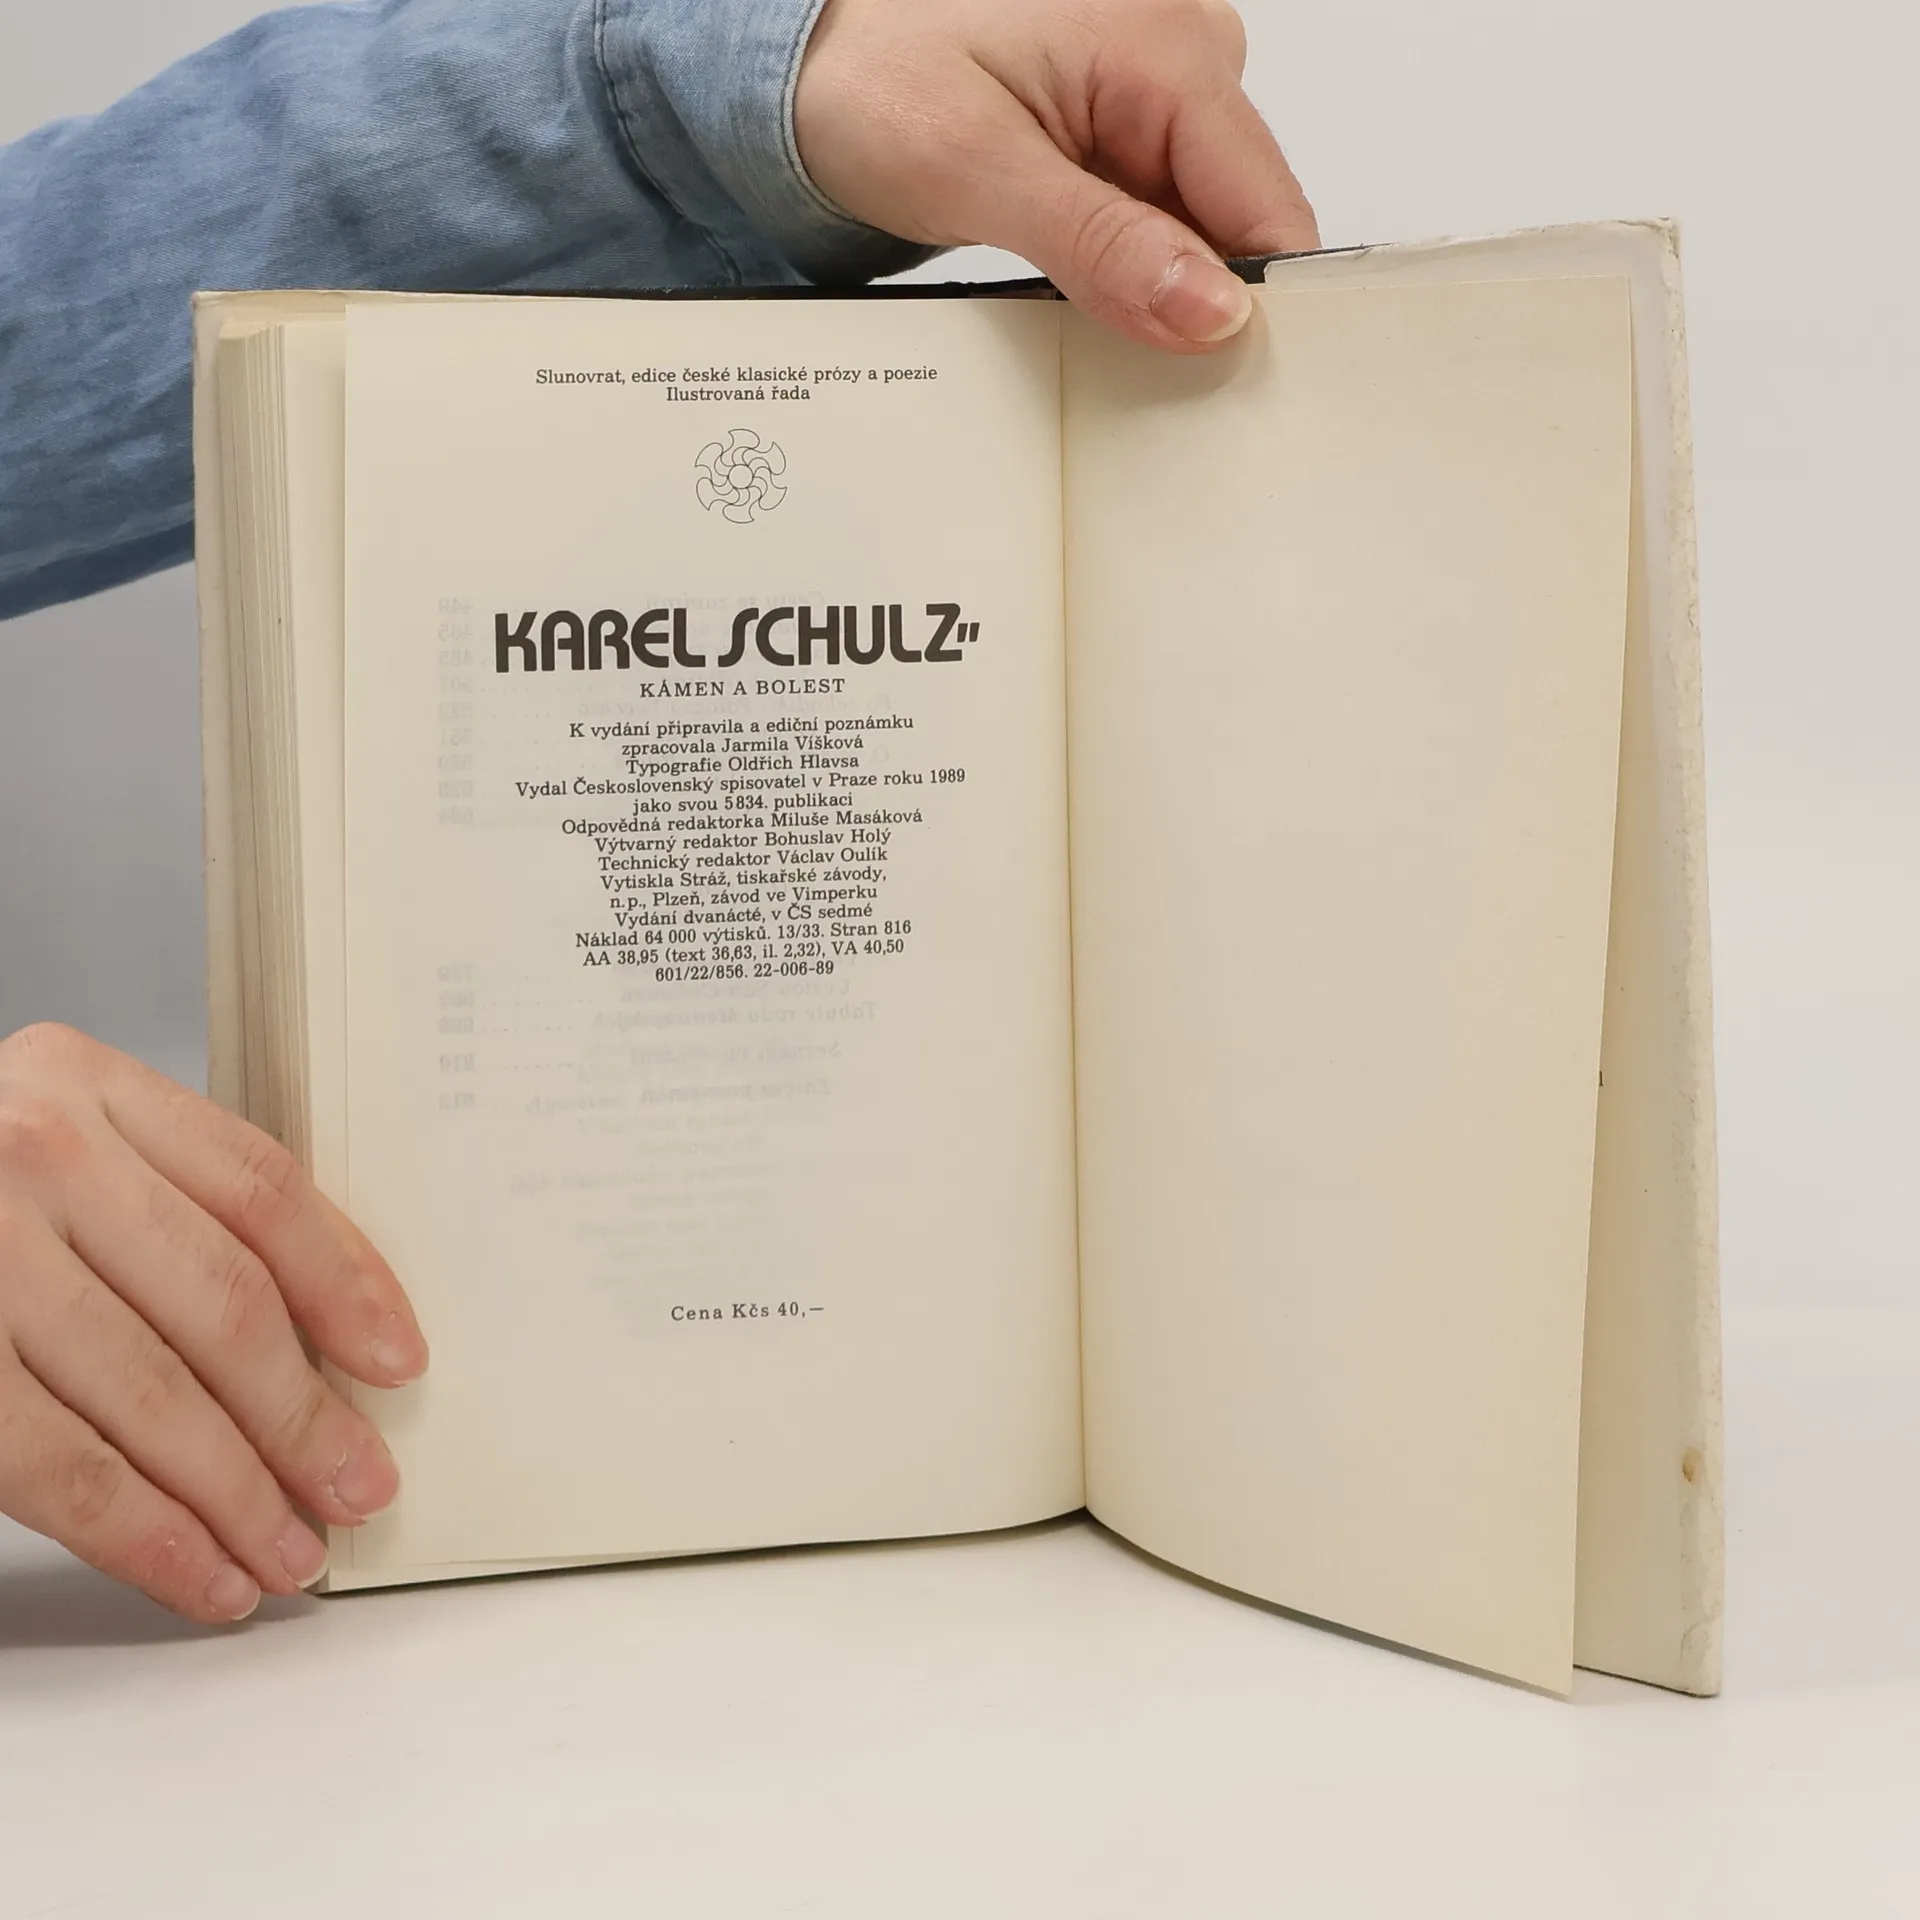 Slunovrat, edice české klasické prózy a poezie
Ilustrovaná řada
KAREL SCHULZ"
KÁMEN A BOLEST
K vydání připravila a ediční poznámku
zpracovala Jarmila Víšková
Typografie Oldřich Hlavsa
Vydal Československý spisovatel v Praze roku 1989
jako svou 5834. publikaci
Odpovědná redaktorka Miluše Masáková
Výtvarný redaktor Bohuslav Holý
Technický redaktor Václav Oulík
Vytiskla Stráž, tiskařské závody,
n.p., Plzeň, závod ve Vimperku
Vydání dvanácté, v ČS sedmé
Náklad 64 000 výtisků. 13/33. Stran 816
AA 38,95 (text 36,63, il. 2,32), VA 40,50
601/22/856. 22-006-89
Cena Kčs 40,—